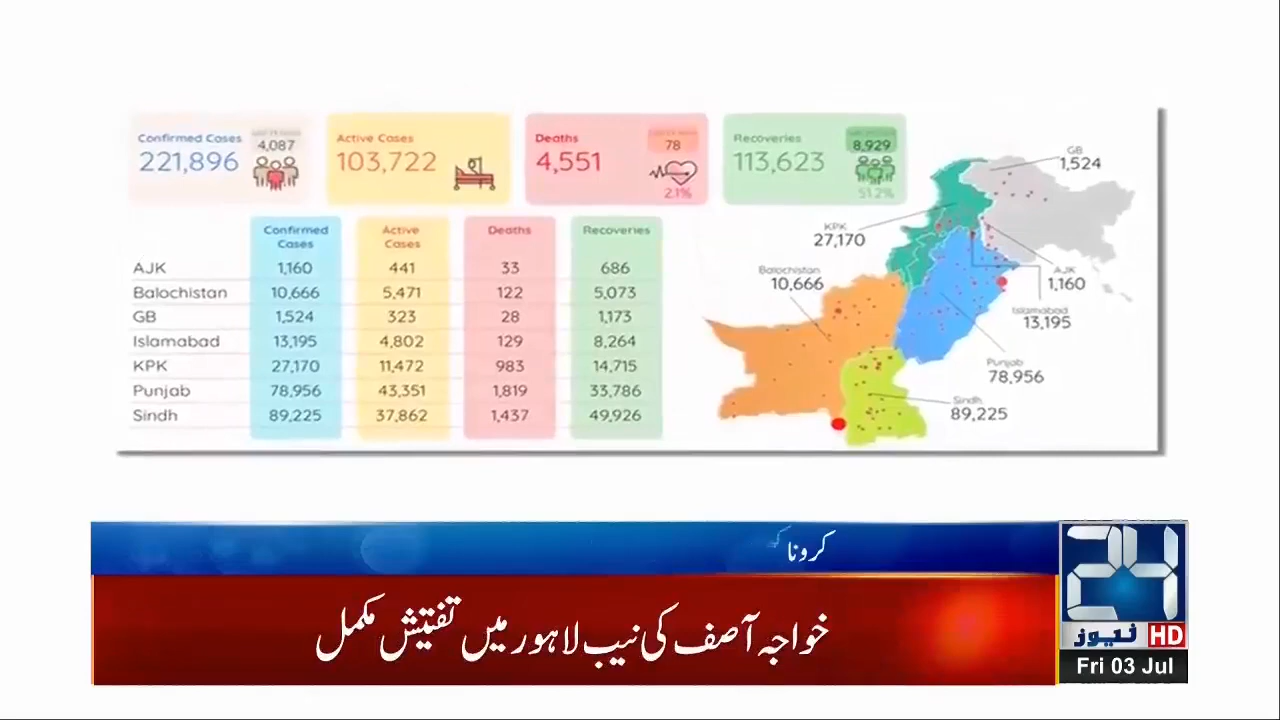 Confirmed Cases
4,087
221,896
Active Cases
103,722
Deaths
78
4,551
2.1%
Recoveries
8,929
113,623
51.2%
Confirmed Cases Active Cases Deaths Recoveries
AJK 1,160 441 33 686
Balochistan 10,666 5,471 122 5,073
GB 1,524 323 28 1,173
Islamabad 13,195 4,802 129 8,264
KPK 27,170 11,472 983 14,715
Punjab 78,956 43,351 1,819 33,786
Sindh 89,225 37,862 1,437 49,926
GB
1,524
KPK
27,170
Balochistan
10,666
AJK
1,160
Islamabad
13,195
Punjab
78,956
Sindh
89,225
کرونا
خواجہ آصف کی نیب لاہور میں تفتیش مکمل
24
نیوز HD
Fri 03 Jul